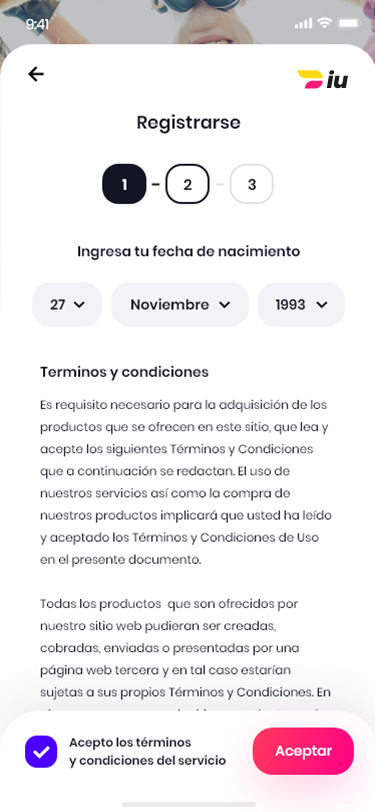 9:41
iu
Registrarse
1 - 2 - 3
Ingresa tu fecha de nacimiento
27 Noviembre 1993
Terminos y condiciones
Es requisito necesario para la adquisición de los
productos que se ofrecen en este sitio, que lea y
acepte los siguientes Términos y Condiciones
que a continuación se redactan. El uso de
nuestros servicios así como la compra de
nuestros productos implicará que usted ha leído
y aceptado los Términos y Condiciones de Uso
en el presente documento.
Todas los productos  que son ofrecidos por
nuestro sitio web pudieran ser creadas,
cobradas, enviadas o presentadas por una
página web tercera y en tal caso estarían
sujetas a sus propios Términos y Condiciones. En
Acepto los términos
y condiciones del servicio
Aceptar